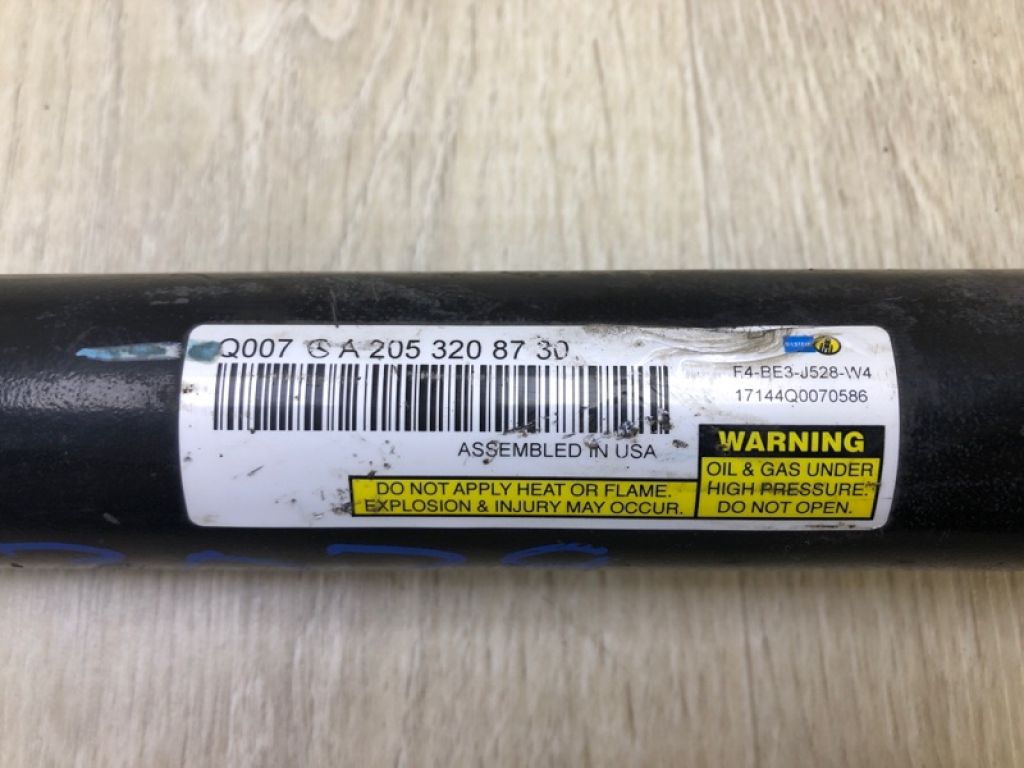 Q007 A 205 320 87 30
F4-BE3-J528-W4
17144Q0070586
ASSEMBLED IN USA
DO NOT APPLY HEAT OR FLAME.
EXPLOSION & INJURY MAY OCCUR.
WARNING
OIL & GAS UNDER
HIGH PRESSURE.
DO NOT OPEN.